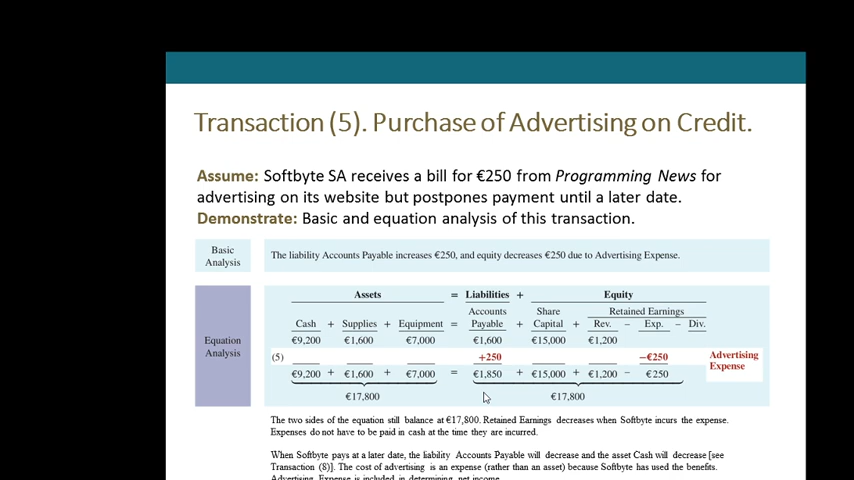 Transaction (5). Purchase of Advertising on Credit.
Assume: Softbyte SA receives a bill for €250 from Programming News for
advertising on its website but postpones payment until a later date.
Demonstrate: Basic and equation analysis of this transaction.
Basic
Analysis
The liability Accounts Payable increases €250, and equity decreases €250 due to Advertising Expense.
Equation
Analysis
Assets = Liabilities + Equity
Accounts Share Retained Earnings
Cash + Supplies + Equipment = Payable + Capital + Rev. – Exp. – Div.
€9,200 €1,600 €7,000 €1,600 €15,000 €1,200
(5) +250 –€250 Advertising
Expense
€9,200 + €1,600 + €7,000 = €1,850 + €15,000 + €1,200 – €250
€17,800 €17,800
The two sides of the equation still balance at €17,800. Retained Earnings decreases when Softbyte incurs the expense.
Expenses do not have to be paid in cash at the time they are incurred.
When Softbyte pays at a later date, the liability Accounts Payable will decrease and the asset Cash will decrease [see
Transaction (8)]. The cost of advertising is an expense (rather than an asset) because Softbyte has used the benefits.
Advertising Expense is included in determining net income.